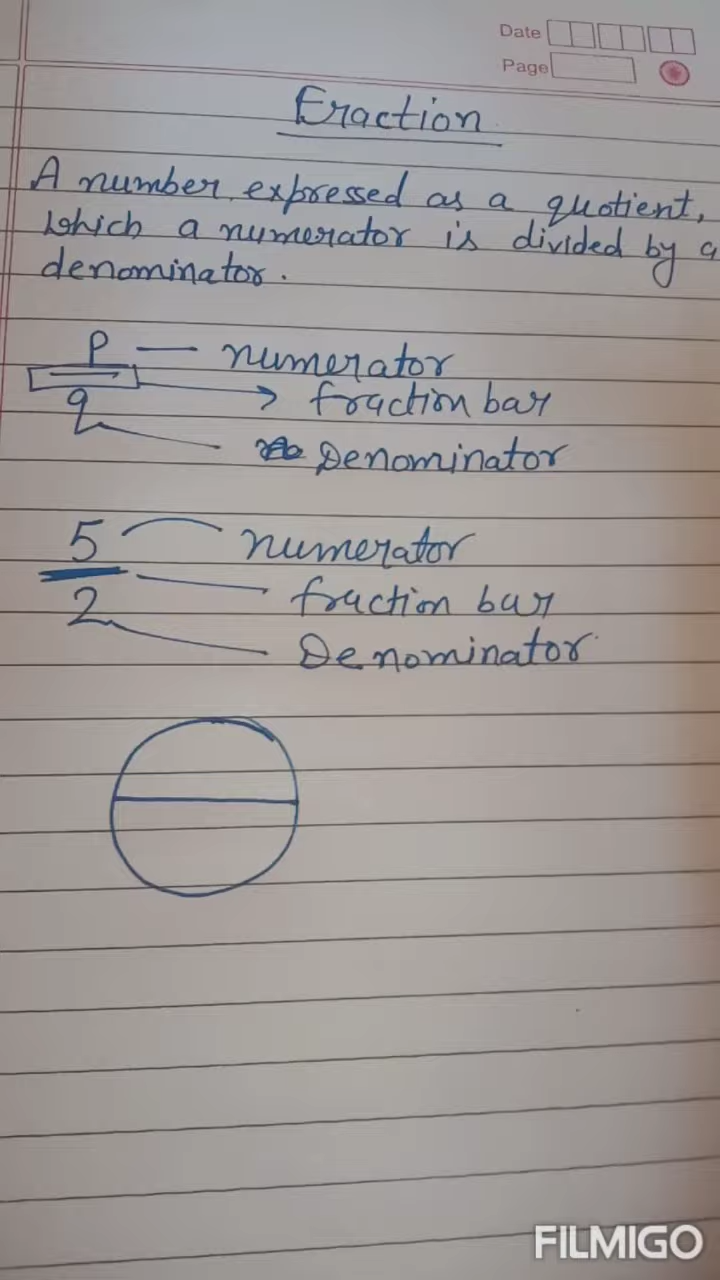 Date
Page
Fraction
A number expressed as a quotient,
which a numerator is divided by a
denominator.
P — numerator
fraction bar
q
Denominator
5 numerator
fraction bar
2
Denominator
FILMIGO